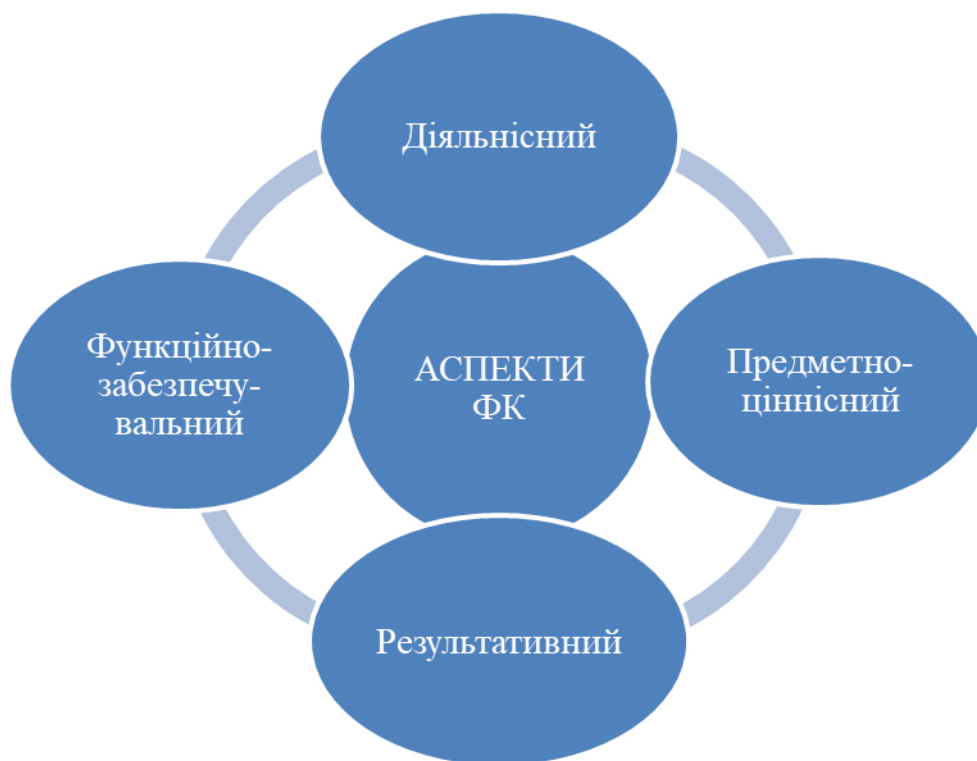 Діяльнісний
Функційно-
забезпечу-
вальний
АСПЕКТИ
ФК
Предметно-
ціннісний
Результативний